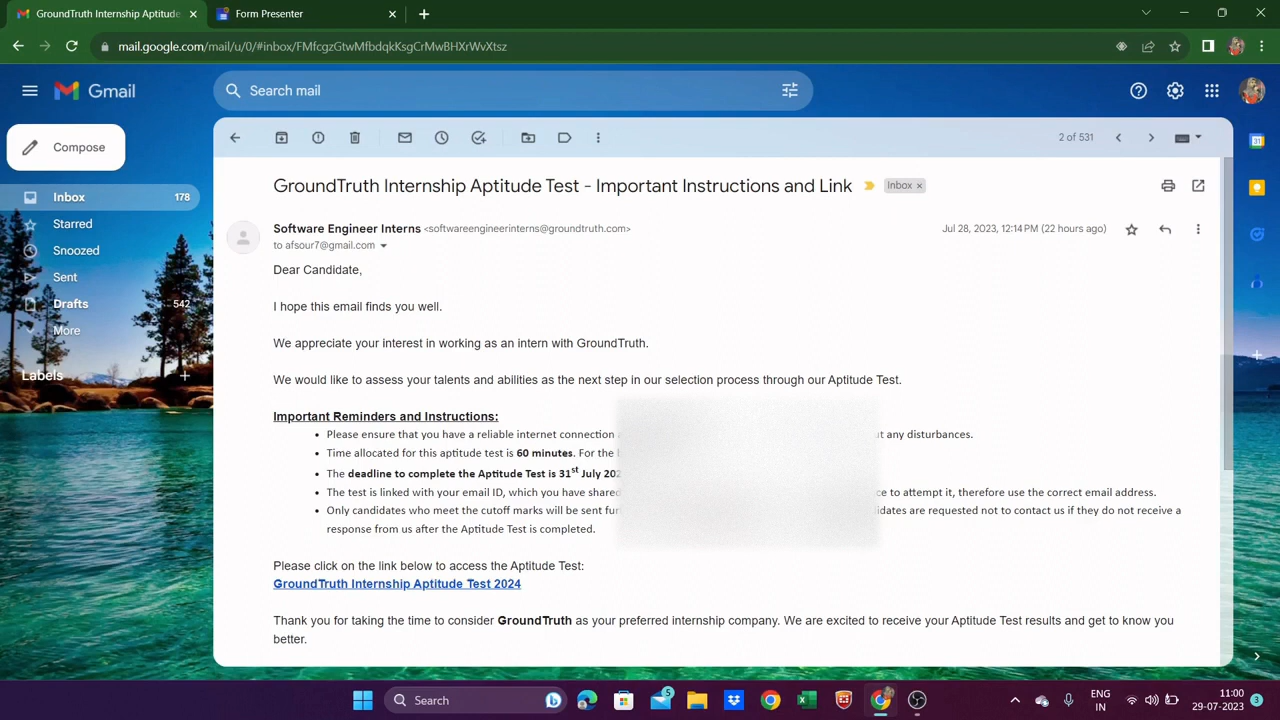 GroundTruth Internship Aptitude
Form Presenter
mail.google.com/mail/u/0/#inbox/FMfcgzGtwMfbdqkKsgCrMwBHXrWvXtsz
Gmail
Search mail
Compose
2 of 531
Inbox 178
Starred
Snoozed
Sent
Drafts 542
More
Labels
GroundTruth Internship Aptitude Test - Important Instructions and Link
Inbox
Software Engineer Interns <softwareengineerinterns@groundtruth.com>
Jul 28, 2023, 12:14 PM (22 hours ago)
to afsour7@gmail.com
Dear Candidate,
I hope this email finds you well.
We appreciate your interest in working as an intern with GroundTruth.
We would like to assess your talents and abilities as the next step in our selection process through our Aptitude Test.
Important Reminders and Instructions:
• Please ensure that you have a reliable internet connection any disturbances.
• Time allocated for this aptitude test is 60 minutes. For the
• The deadline to complete the Aptitude Test is 31st July
• The test is linked with your email ID, which you have shared to attempt it, therefore use the correct email address.
• Only candidates who meet the cutoff marks will be sent are requested not to contact us if they do not receive a
response from us after the Aptitude Test is completed.
Please click on the link below to access the Aptitude Test:
GroundTruth Internship Aptitude Test 2024
Thank you for taking the time to consider GroundTruth as your preferred internship company. We are excited to receive your Aptitude Test results and get to know you
better.
Search
5
ENG
IN
11:00
29-07-2023
3